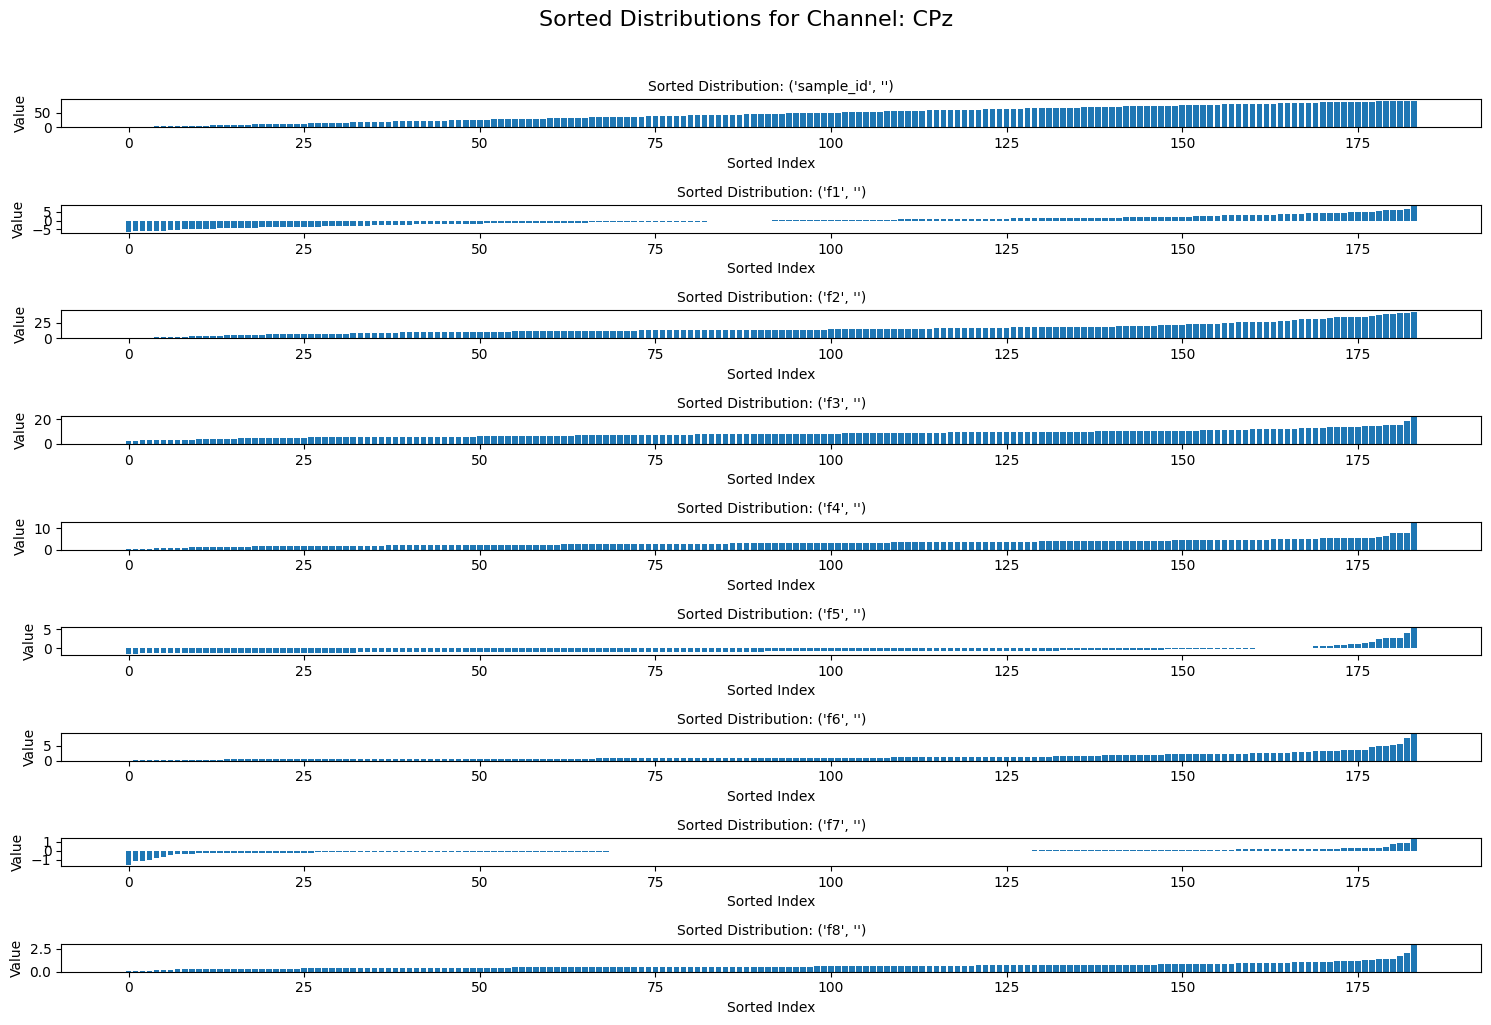 Sorted Distributions for Channel: CPz
Sorted Distribution: ('sample_id', '')
Value
50
0
0 25 50 75 100 125 150 175
Sorted Index
Sorted Distribution: ('f1', '')
Value
5
0
−5
0 25 50 75 100 125 150 175
Sorted Index
Sorted Distribution: ('f2', '')
Value
25
0
0 25 50 75 100 125 150 175
Sorted Index
Sorted Distribution: ('f3', '')
Value
20
0
0 25 50 75 100 125 150 175
Sorted Index
Sorted Distribution: ('f4', '')
Value
10
0
0 25 50 75 100 125 150 175
Sorted Index
Sorted Distribution: ('f5', '')
Value
5
0
0 25 50 75 100 125 150 175
Sorted Index
Sorted Distribution: ('f6', '')
Value
5
0
0 25 50 75 100 125 150 175
Sorted Index
Sorted Distribution: ('f7', '')
Value
1
0
−1
0 25 50 75 100 125 150 175
Sorted Index
Sorted Distribution: ('f8', '')
Value
2.5
0.0
0 25 50 75 100 125 150 175
Sorted Index